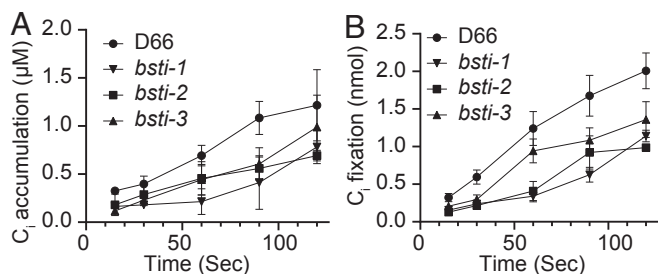 A
C_i accumulation (μM)
2.0
1.5
1.0
0.5
0.0
D66
bsti-1
bsti-2
bsti-3
0
50
100
Time (Sec)
B
C_i fixation (nmol)
2.5
2.0
1.5
1.0
0.5
0.0
D66
bsti-1
bsti-2
bsti-3
0
50
100
Time (Sec)